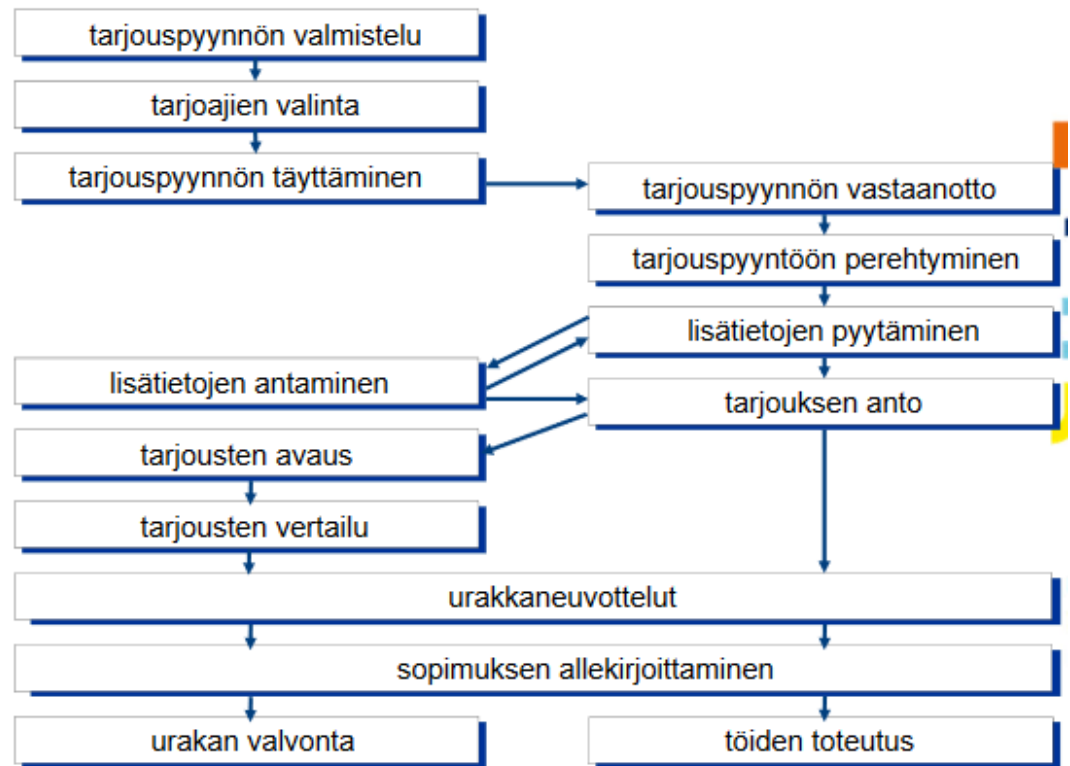 tarjouspyynnön valmistelu
tarjoajien valinta
tarjouspyynnön täyttäminen
tarjouspyynnön vastaanotto
tarjouspyyntöön perehtyminen
lisätietojen pyytäminen
lisätietojen antaminen
tarjouksen anto
tarjousten avaus
tarjousten vertailu
urakkaneuvottelut
sopimuksen allekirjoittaminen
urakan valvonta
töiden toteutus